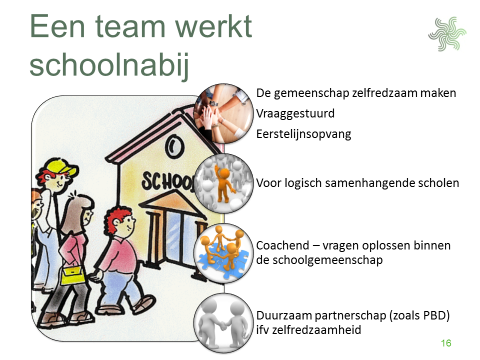 Een team werkt
schoolnabij
De gemeenschap zelfredzaam maken
Vraaggestuurd
Eerstelijnsopvang
SCHOOL
Voor logisch samenhangende scholen
Coachend – vragen oplossen binnen
de schoolgemeenschap
Duurzaam partnerschap (zoals PBD)
ifv zelfredzaamheid
16